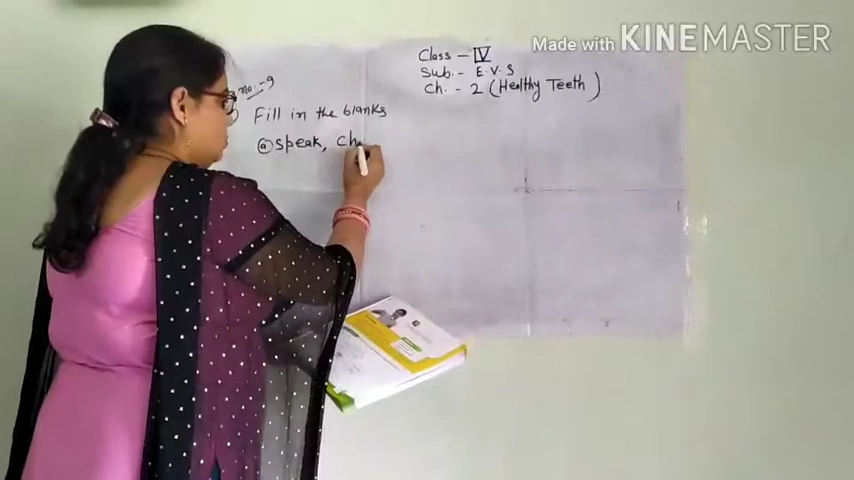 Made with KINEMASTER
Class - IV
Sub. - E.V.S
Ch. - 2 (Healthy Teeth)
no:- 9
Fill in the blanks
ⓐ Speak, Ch